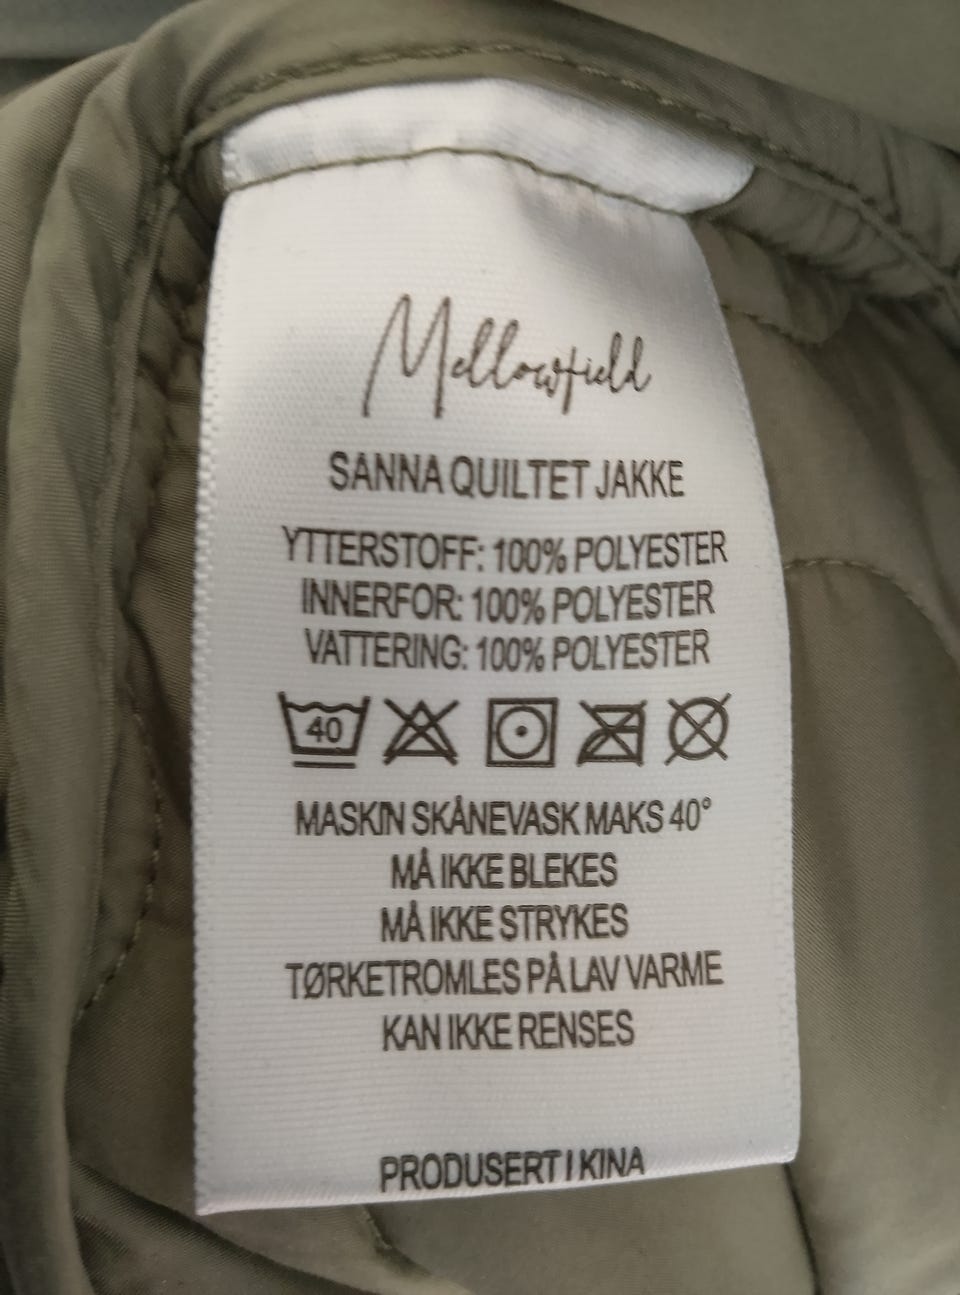 Mellowfield
SANNA QUILTET JAKKE
YTTERSTOFF: 100% POLYESTER
INNERFOR: 100% POLYESTER
VATTERING: 100% POLYESTER
40
MASKIN SKÅNEVASK MAKS 40°
MÅ IKKE BLEKES
MÅ IKKE STRYKES
TØRKETROMLES PÅ LAV VARME
KAN IKKE RENSES
PRODUSERT I KINA